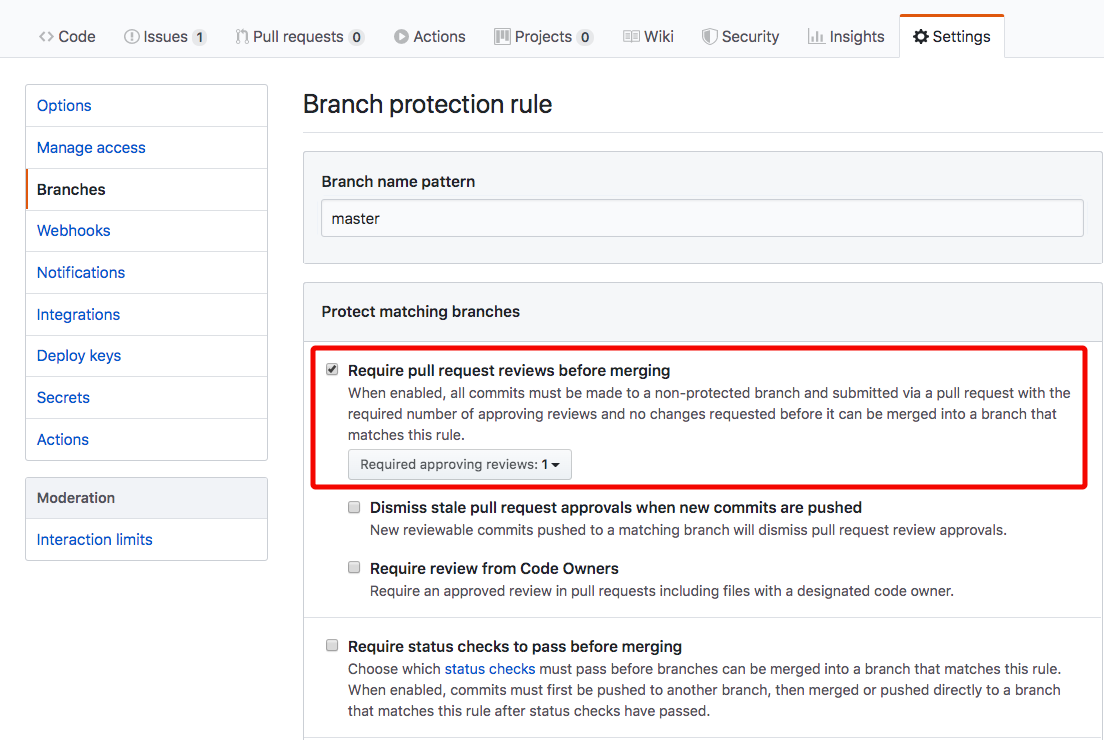 Code Issues 1 Pull requests 0 Actions Projects 0 Wiki Security Insights Settings
Options
Manage access
Branches
Webhooks
Notifications
Integrations
Deploy keys
Secrets
Actions
Moderation
Interaction limits
Branch protection rule
Branch name pattern
master
Protect matching branches
Require pull request reviews before merging
When enabled, all commits must be made to a non-protected branch and submitted via a pull request with the
required number of approving reviews and no changes requested before it can be merged into a branch that
matches this rule.
Required approving reviews: 1
Dismiss stale pull request approvals when new commits are pushed
New reviewable commits pushed to a matching branch will dismiss pull request review approvals.
Require review from Code Owners
Require an approved review in pull requests including files with a designated code owner.
Require status checks to pass before merging
Choose which status checks must pass before branches can be merged into a branch that matches this rule.
When enabled, commits must first be pushed to another branch, then merged or pushed directly to a branch
that matches this rule after status checks have passed.